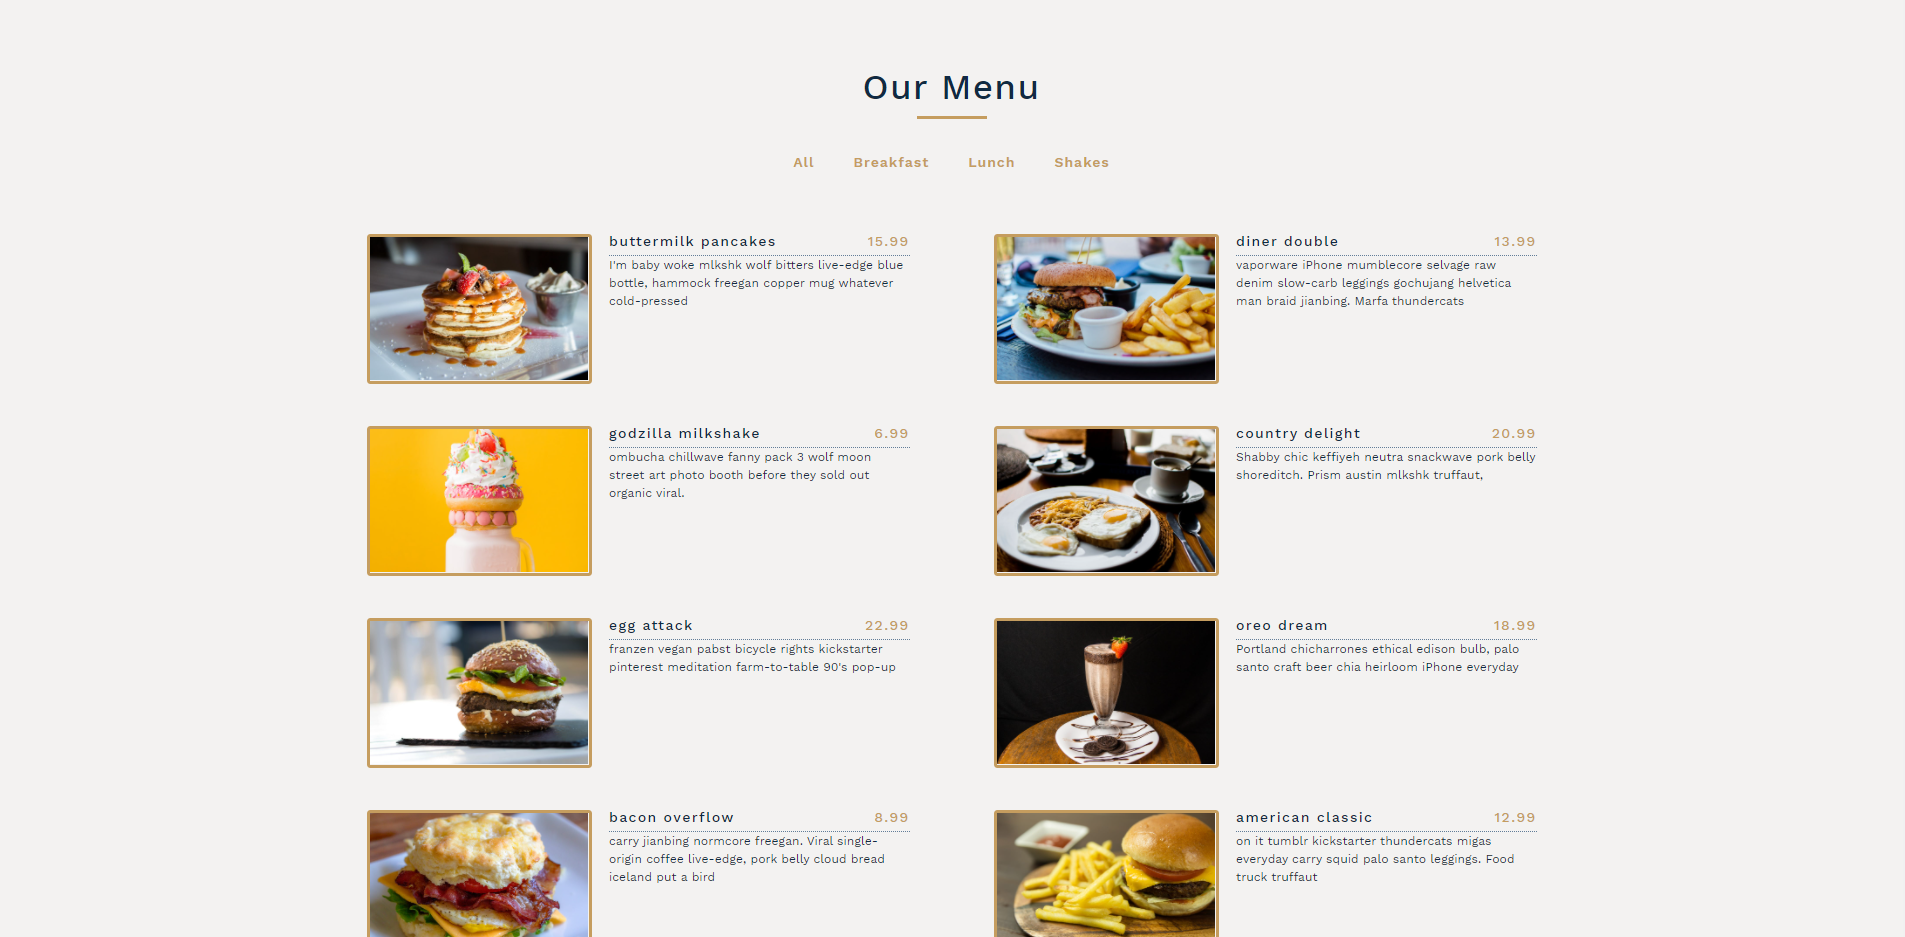 Our Menu
All Breakfast Lunch Shakes
buttermilk pancakes 15.99
I'm baby woke mlkshk wolf bitters live-edge blue
bottle, hammock freegan copper mug whatever
cold-pressed
diner double 13.99
vaporware iPhone mumblecore selvage raw
denim slow-carb leggings gochujang helvetica
man braid jianbing. Marfa thundercats
godzilla milkshake 6.99
ombucha chillwave fanny pack 3 wolf moon
street art photo booth before they sold out
organic viral.
country delight 20.99
Shabby chic keffiyeh neutra snackwave pork belly
shoreditch. Prism austin mlkshk truffaut,
egg attack 22.99
franzen vegan pabst bicycle rights kickstarter
pinterest meditation farm-to-table 90's pop-up
oreo dream 18.99
Portland chicharrones ethical edison bulb, palo
santo craft beer chia heirloom iPhone everyday
bacon overflow 8.99
carry jianbing normcore freegan. Viral single-
origin coffee live-edge, pork belly cloud bread
iceland put a bird
american classic 12.99
on it tumblr kickstarter thundercats migas
everyday carry squid palo santo leggings. Food
truck truffaut